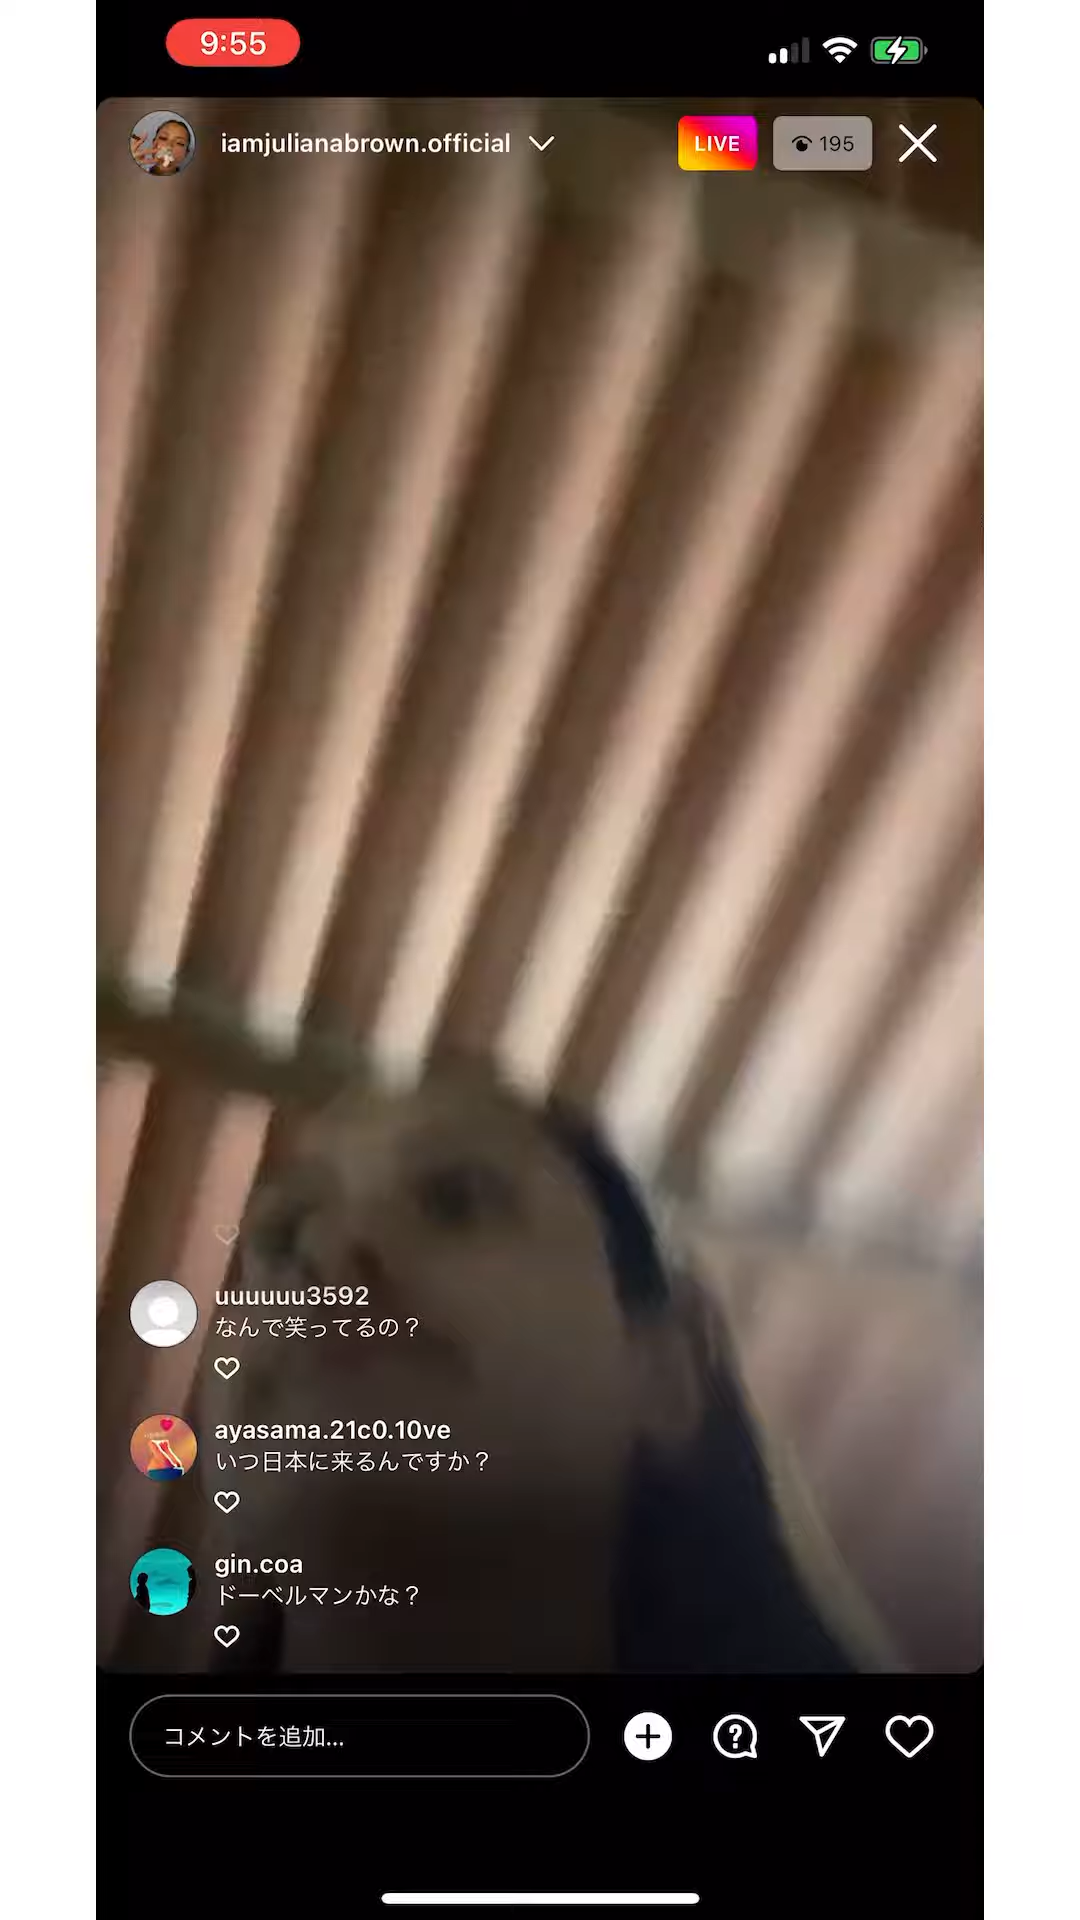 9:55
iamjulianabrown.official
LIVE
195
uuuuuu3592
なんで笑ってるの？
ayasama.21c0.10ve
いつ日本に来るんですか？
gin.coa
ドーベルマンかな？
コメントを追加...